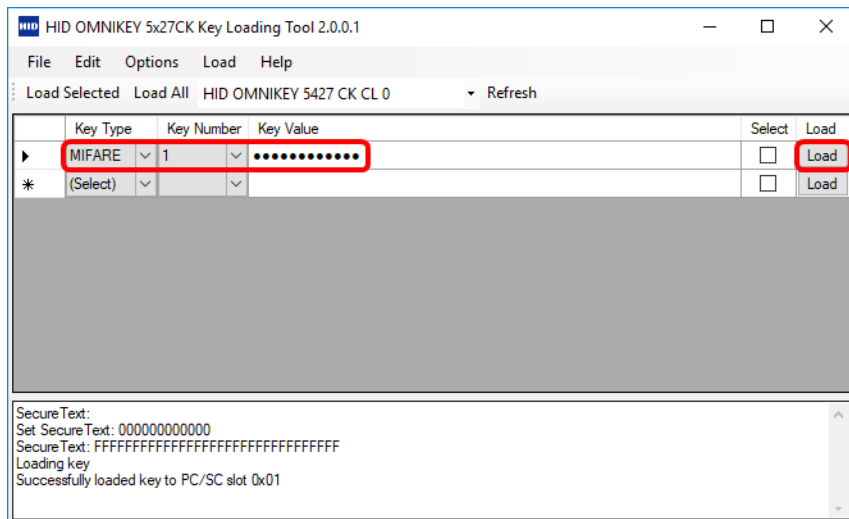 HID HID OMNIKEY 5x27CK Key Loading Tool 2.0.0.1
File Edit Options Load Help
Load Selected Load All HID OMNIKEY 5427 CK CL 0 Refresh
Key Type Key Number Key Value Select Load
MIFARE 1 ●●●●●●●●●●●● Load
(Select) Load
SecureText:
Set SecureText: 000000000000
SecureText: FFFFFFFFFFFFFFFFFFFFFFFFFFFFFFFF
Loading key
Successfully loaded key to PC/SC slot 0x01